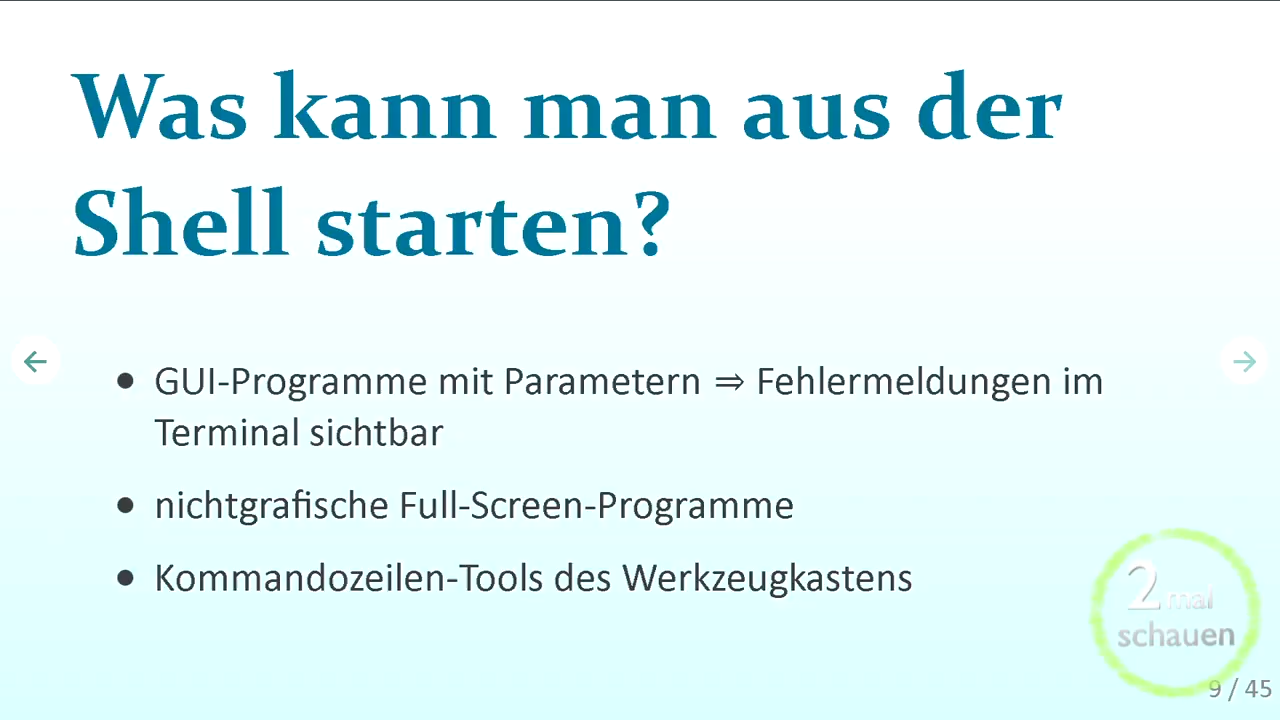 Was kann man aus der
Shell starten?
← →
• GUI-Programme mit Parametern ⇒ Fehlermeldungen im
Terminal sichtbar
• nichtgrafische Full-Screen-Programme
• Kommandozeilen-Tools des Werkzeugkastens
2 mal
schauen
9 / 45